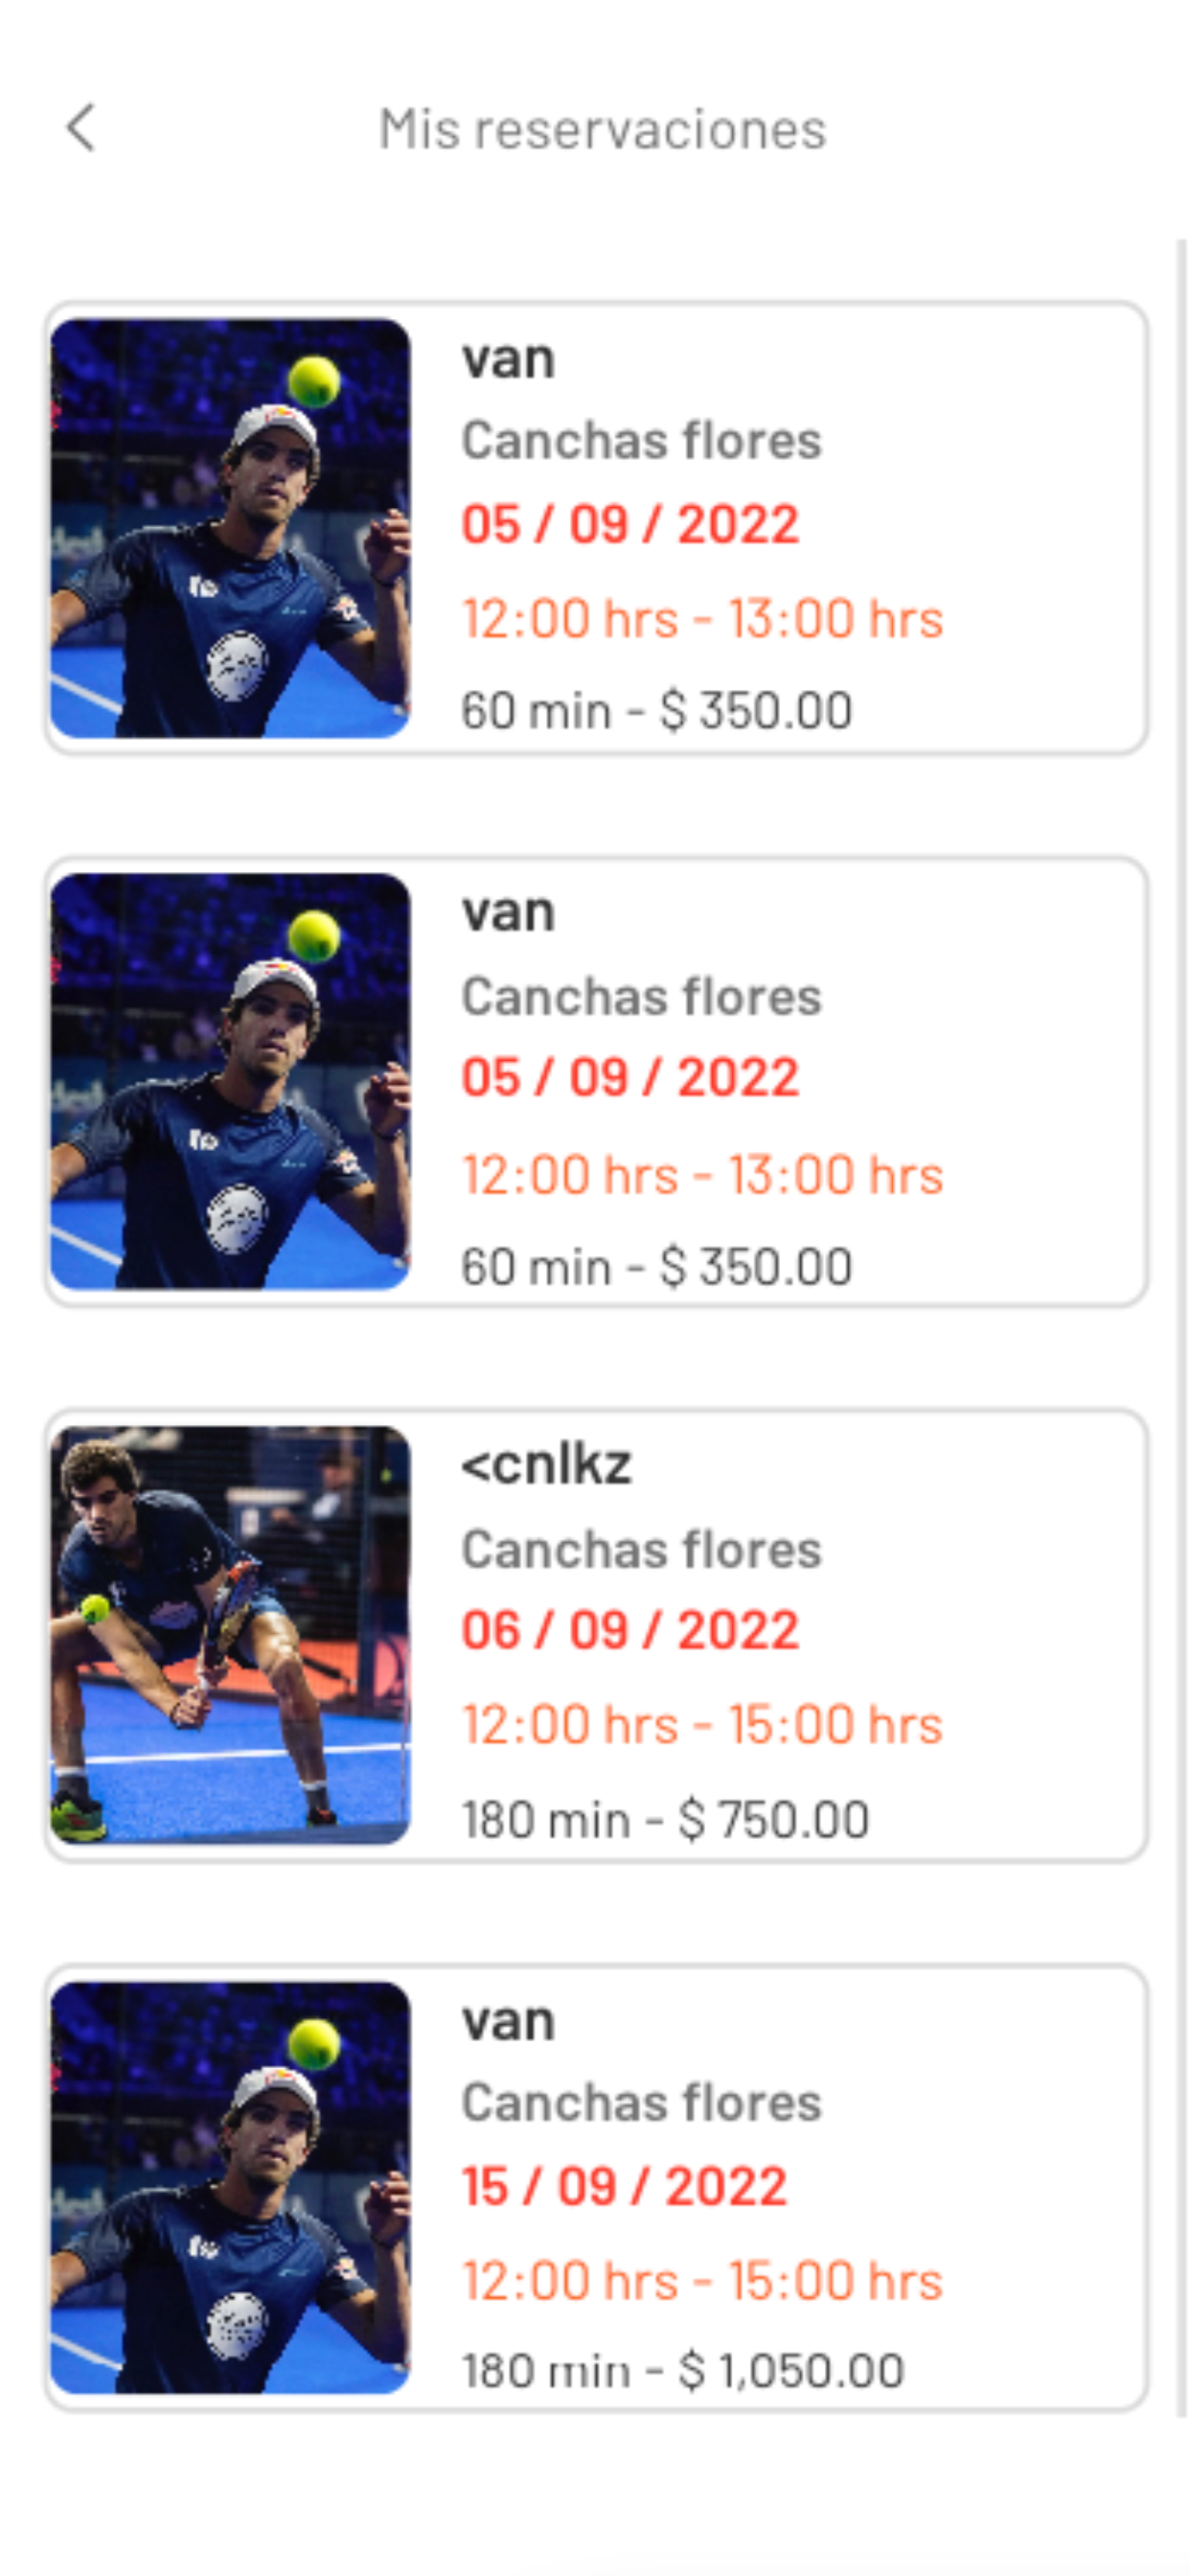 Mis reservaciones
van
Canchas flores
05 / 09 / 2022
12:00 hrs - 13:00 hrs
60 min - $ 350.00
van
Canchas flores
05 / 09 / 2022
12:00 hrs - 13:00 hrs
60 min - $ 350.00
<cnlkz
Canchas flores
06 / 09 / 2022
12:00 hrs - 15:00 hrs
180 min - $ 750.00
van
Canchas flores
15 / 09 / 2022
12:00 hrs - 15:00 hrs
180 min - $ 1,050.00